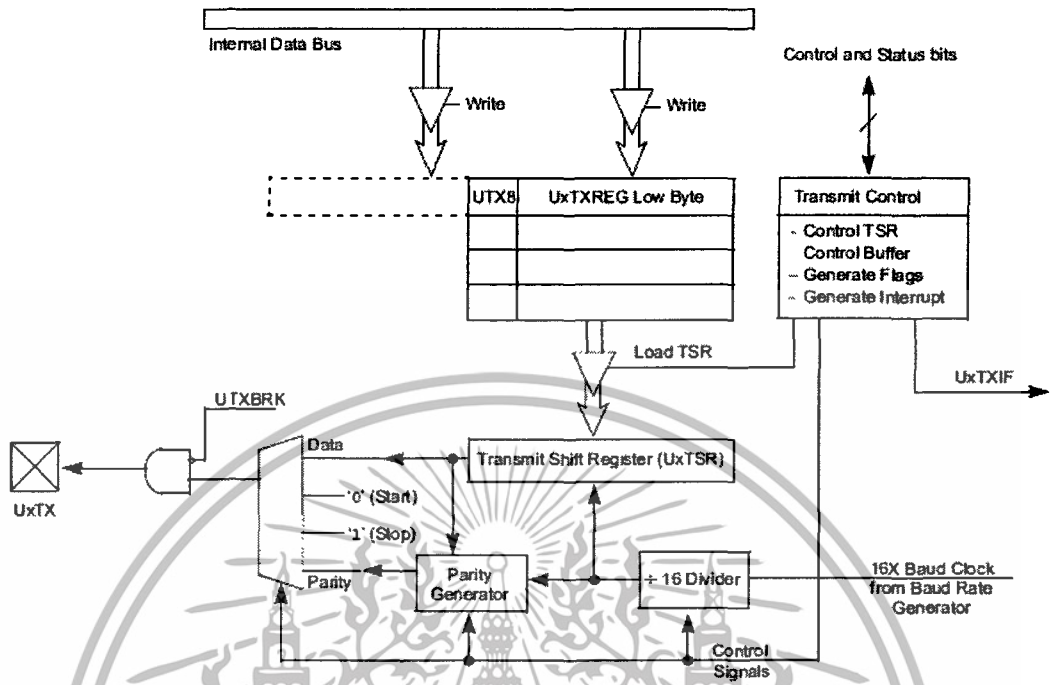 Internal Data Bus
Control and Status bits
Write
Write
UTX8
UxTXREG Low Byte
Transmit Control
- Control TSR
Control Buffer
– Generate Flags
- Generate Interrupt
Load TSR
UxTXIF
UTXBRK
Data
Transmit Shift Register (UxTSR)
UxTX
'0' (Start)
'1' (Stop)
Parity
Parity
Generator
÷ 16 Divider
16X Baud Clock
from Baud Rate
Generator
Control
Signals